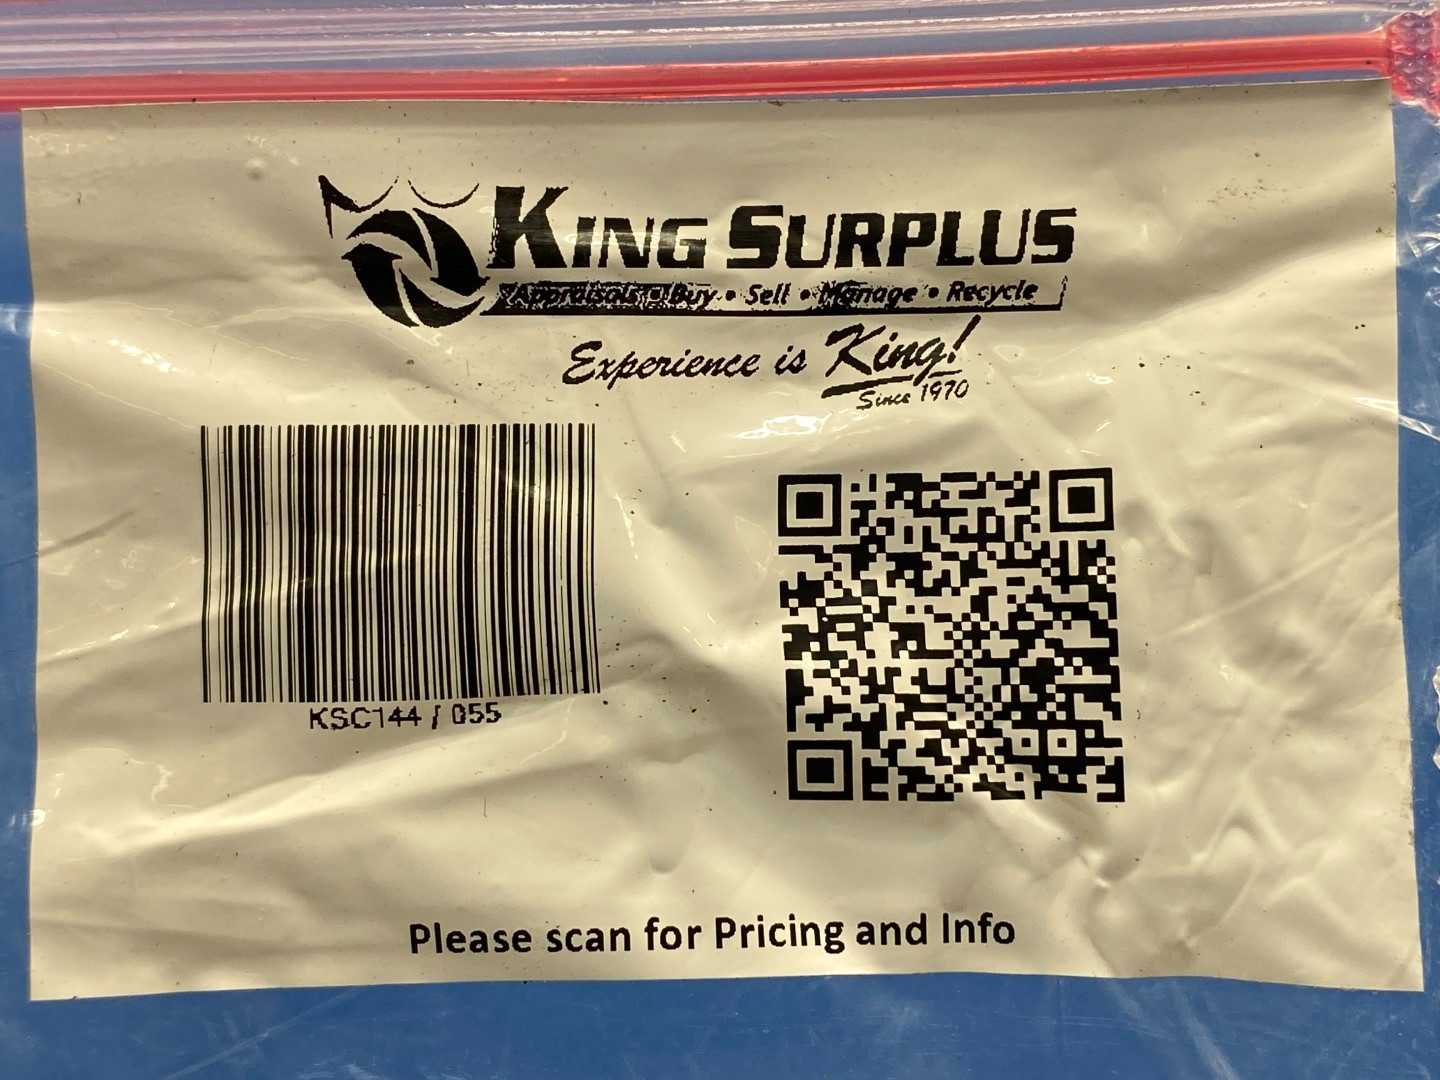 KING SURPLUS
Appraisals • Buy • Sell • Manage • Recycle
Experience is King!
Since 1970
KSC144 / 055
Please scan for Pricing and Info